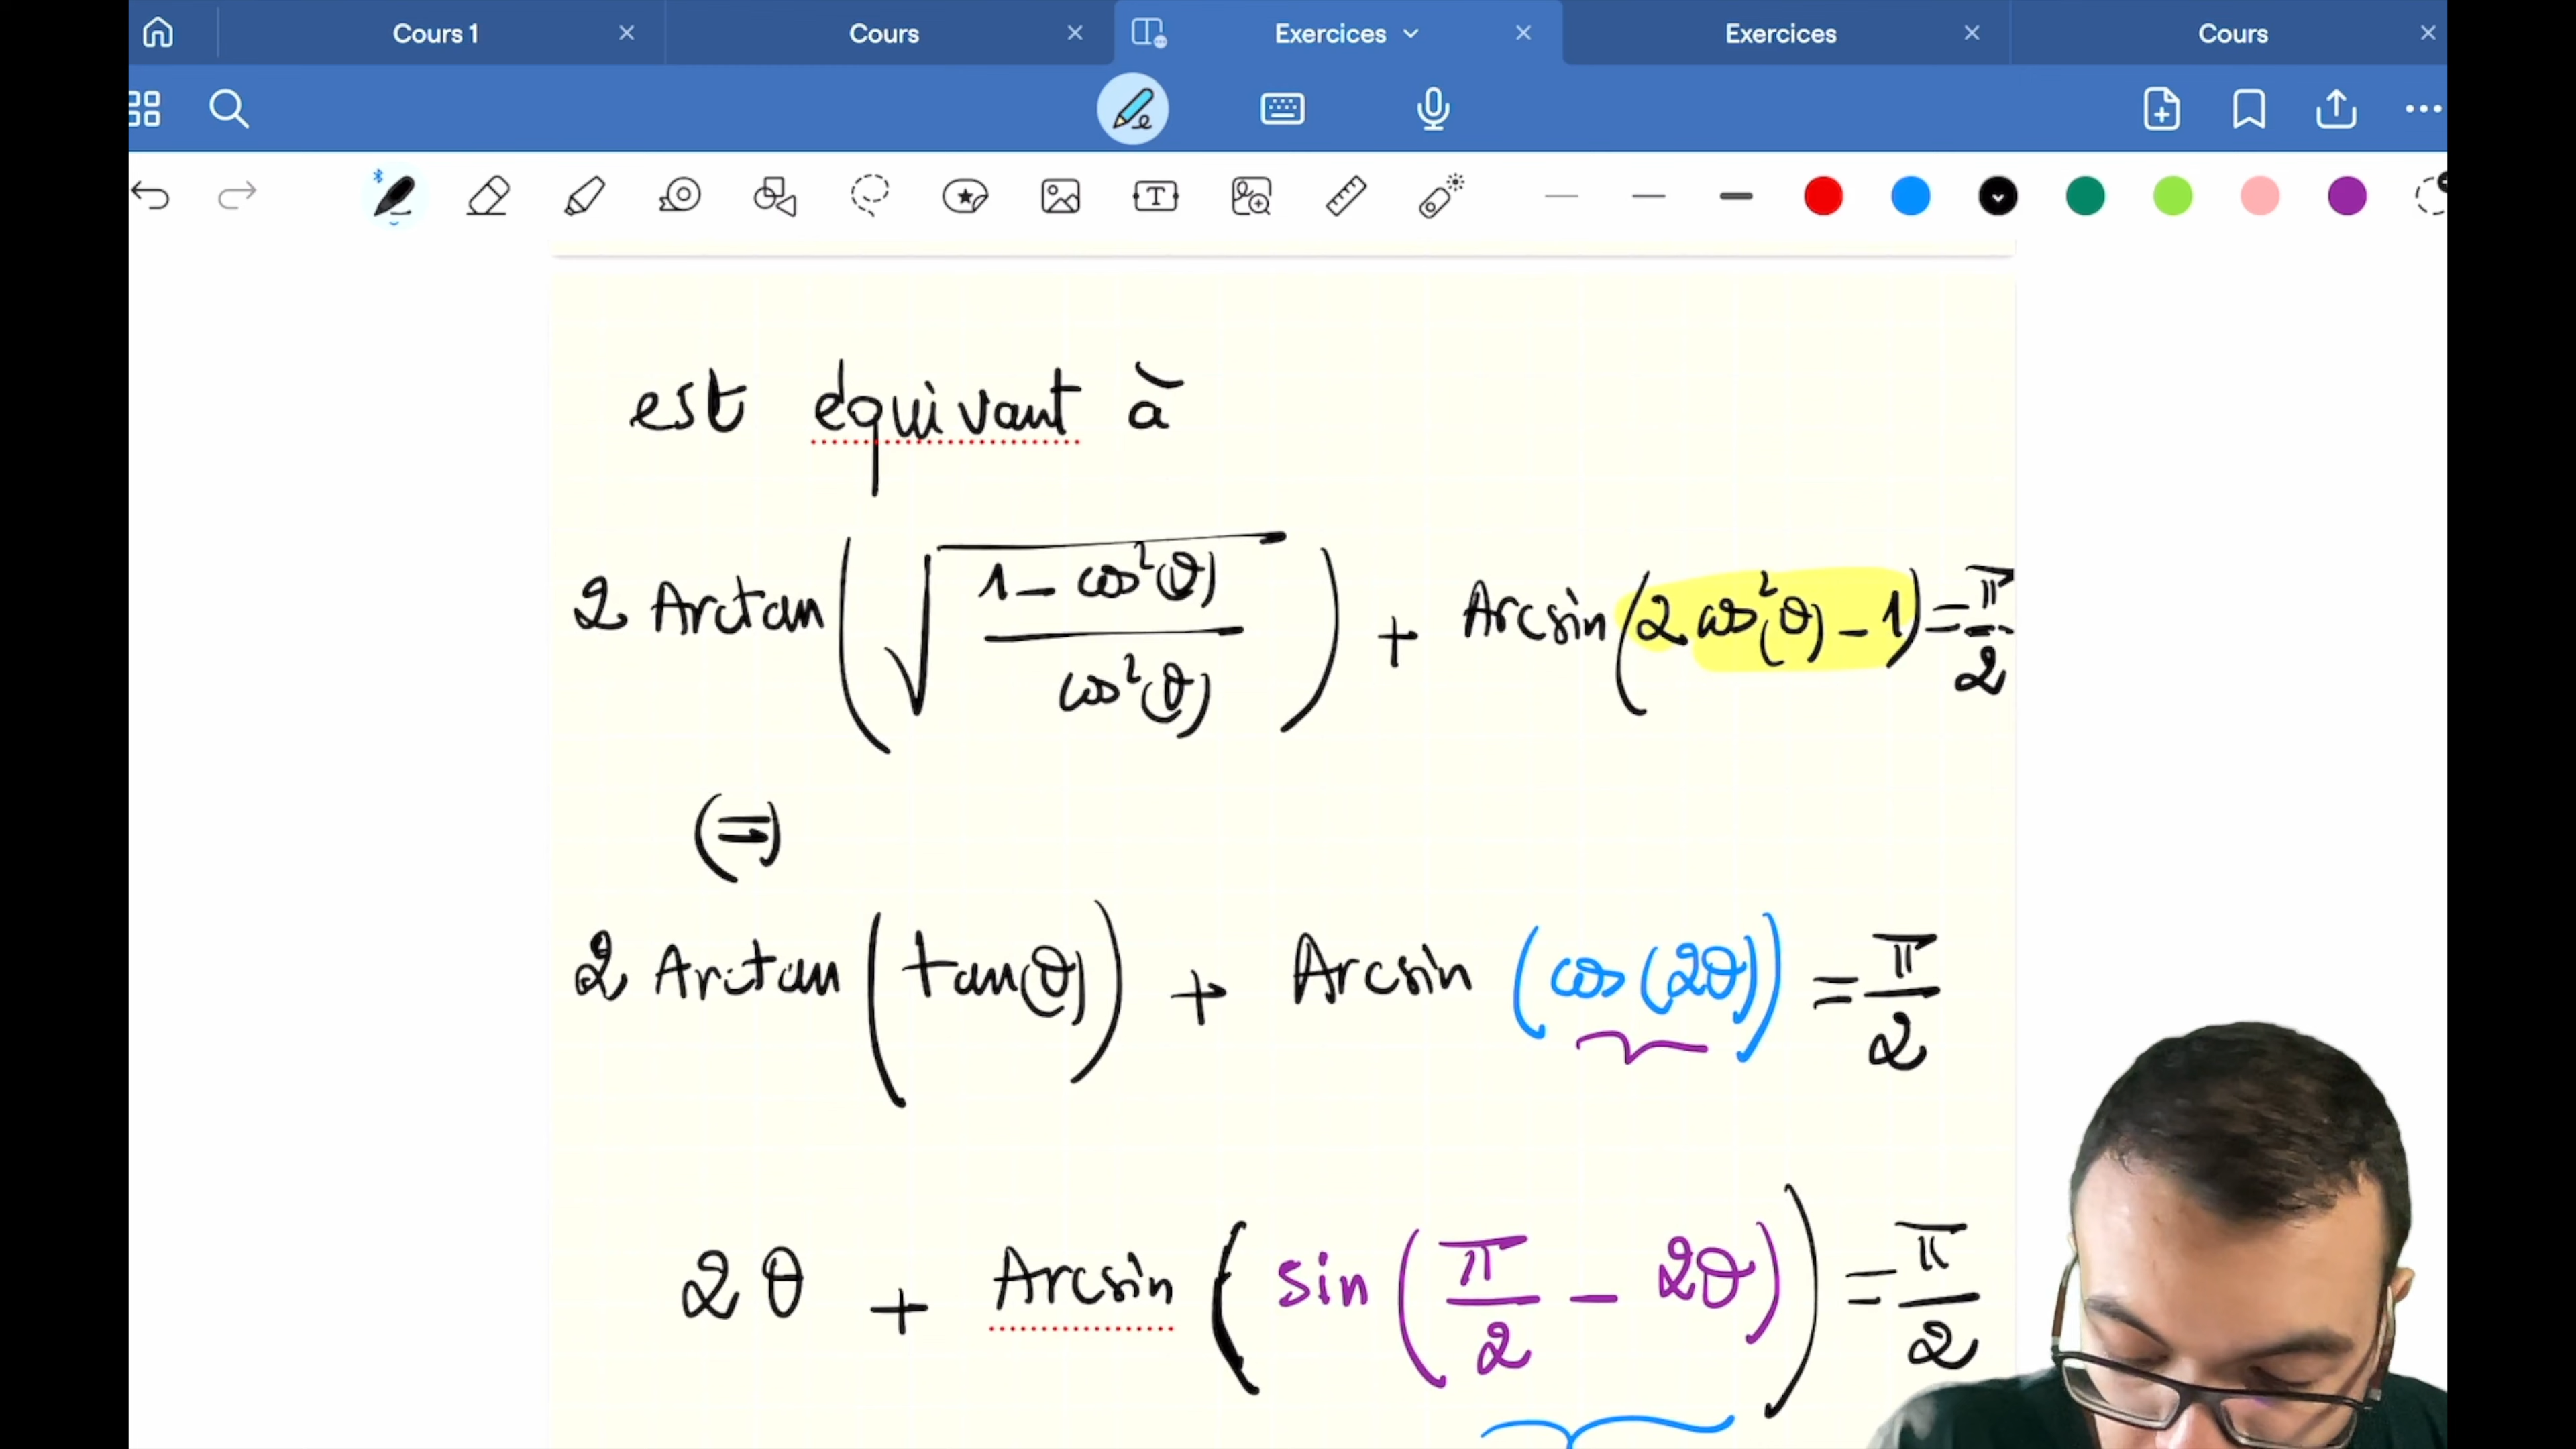 Cours 1 Cours Exercices Exercices Cours
est équivant à
2 Arctan(√((1 - cos²(θ))/(cos²(θ)))) + Arcsin(2cos²(θ) - 1) = π/2
(=)
2 Arctan(tan(θ)) + Arcsin(cos(2θ)) = π/2
2θ + Arcsin(sin(π/2 - 2θ)) = π/2